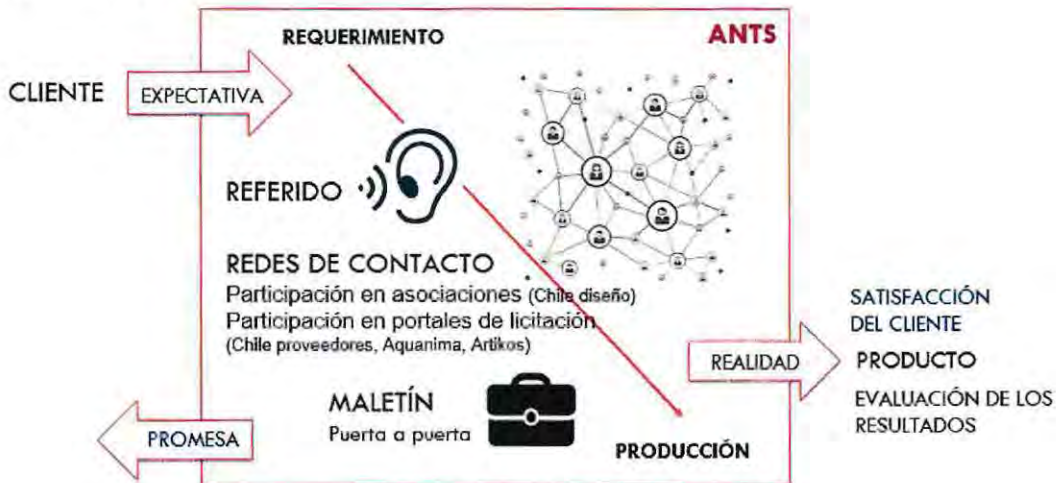 REQUERIMIENTO
ANTS
CLIENTE
EXPECTATIVA
REFERIDO
REDES DE CONTACTO
Participación en asociaciones (Chile diseño)
Participación en portales de licitación
(Chile proveedores, Aquanima, Artikos)
MALETÍN
Puerta a puerta
PROMESA
PRODUCCIÓN
REALIDAD
SATISFACCIÓN
DEL CLIENTE
PRODUCTO
EVALUACIÓN DE LOS
RESULTADOS